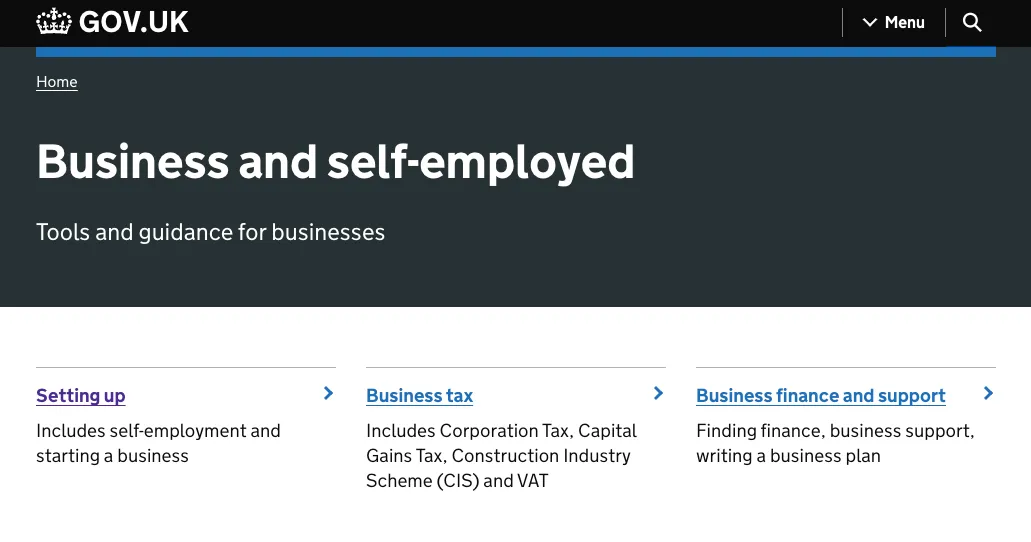 GOV.UK
Menu
Home
Business and self-employed
Tools and guidance for businesses
Setting up
Includes self-employment and
starting a business
Business tax
Includes Corporation Tax, Capital
Gains Tax, Construction Industry
Scheme (CIS) and VAT
Business finance and support
Finding finance, business support,
writing a business plan